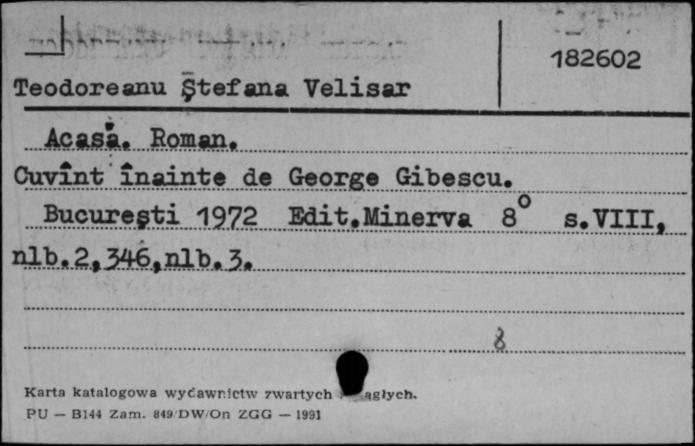 182602
Teodoreanu Ştefana Velisar
Acasă. Roman.
Cuvînt înainte de George Gibescu.
Bucureşti 1972 Edit.Minerva 8° s.VIII,
nlb.2,346,nlb.3.
8
Karta katalogowa wydawnictw zwartych
PU — B144 Zam. 849/DW/On ZGG — 1991